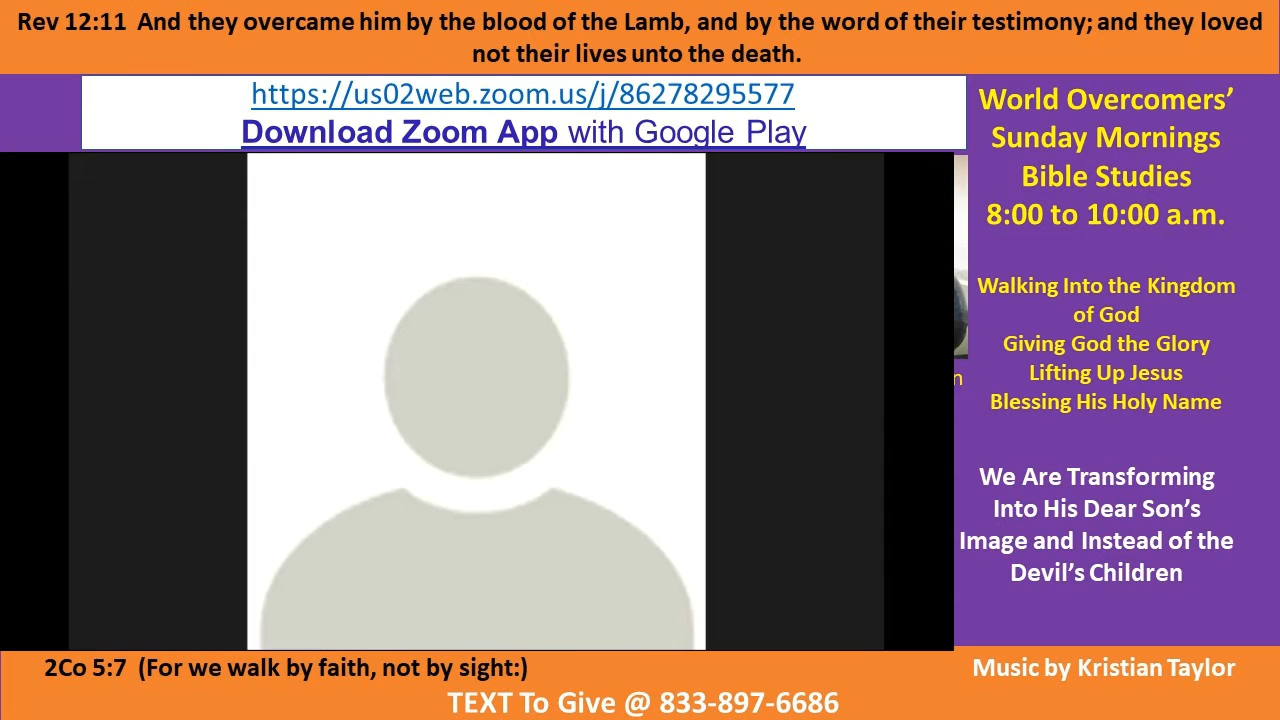 Rev 12:11  And they overcame him by the blood of the Lamb, and by the word of their testimony; and they loved
not their lives unto the death.
https://us02web.zoom.us/j/86278295577
Download Zoom App with Google Play
World Overcomers’
Sunday Mornings
Bible Studies
8:00 to 10:00 a.m.
Walking Into the Kingdom
of God
Giving God the Glory
Lifting Up Jesus
Blessing His Holy Name
We Are Transforming
Into His Dear Son’s
Image and Instead of the
Devil’s Children
2Co 5:7  (For we walk by faith, not by sight:)
Music by Kristian Taylor
TEXT To Give @ 833-897-6686